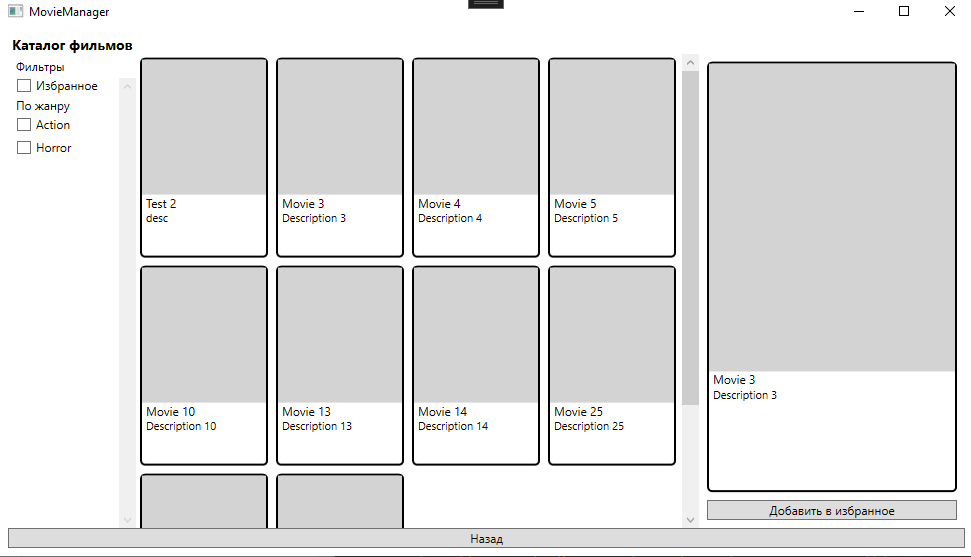 MovieManager
Каталог фильмов
Фильтры
Избранное
По жанру
Action
Horror
Test 2
desc
Movie 3
Description 3
Movie 4
Description 4
Movie 5
Description 5
Movie 10
Description 10
Movie 13
Description 13
Movie 14
Description 14
Movie 25
Description 25
Movie 3
Description 3
Добавить в избранное
Назад